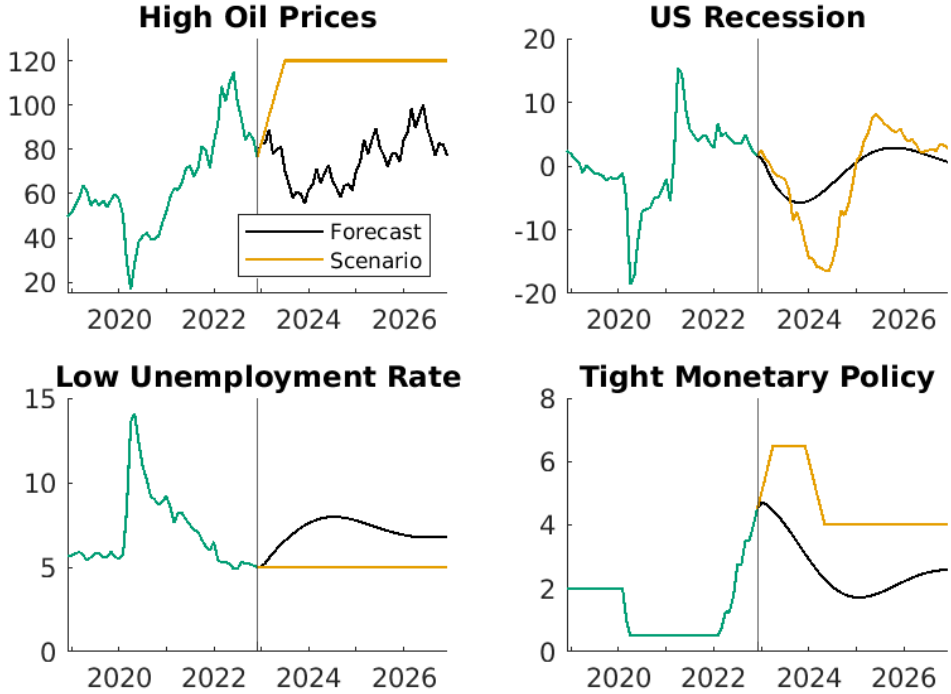 High Oil Prices
120
100
80
60
40
20
Forecast
Scenario
2020 2022 2024 2026
US Recession
20
10
0
-10
-20
2020 2022 2024 2026
Low Unemployment Rate
15
10
5
0
2020 2022 2024 2026
Tight Monetary Policy
8
6
4
2
0
2020 2022 2024 2026